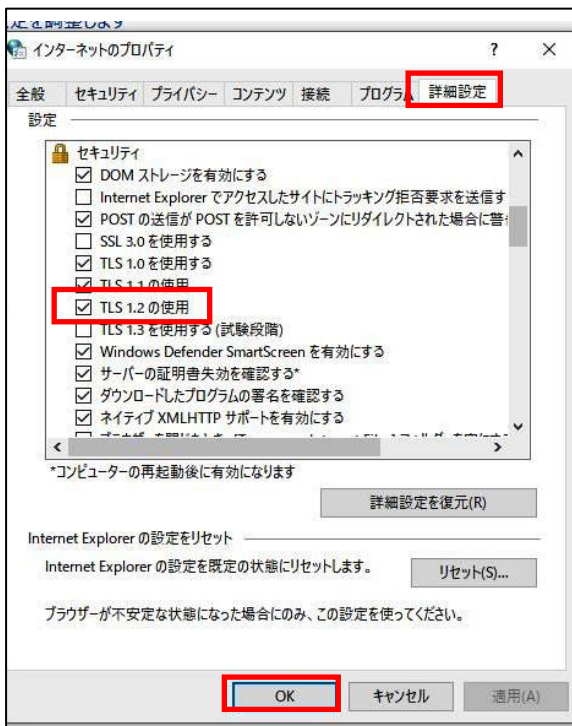 を調整します
インターネットのプロパティ
? ×
全般 セキュリティ プライバシー コンテンツ 接続 プログラム 詳細設定
設定
セキュリティ
DOM ストレージを有効にする
Internet Explorer でアクセスしたサイトにトラッキング拒否要求を送信す
POST の送信が POST を許可しないゾーンにリダイレクトされた場合に警
SSL 3.0 を使用する
TLS 1.0 を使用する
TLS 1.1 の使用
TLS 1.2 の使用
TLS 1.3 を使用する (試験段階)
Windows Defender SmartScreen を有効にする
サーバーの証明書失効を確認する*
ダウンロードしたプログラムの署名を確認する
ネイティブ XMLHTTP サポートを有効にする
*コンピューターの再起動後に有効になります
詳細設定を復元(R)
Internet Explorer の設定をリセット
Internet Explorer の設定を既定の状態にリセットします。
リセット(S)...
ブラウザーが不安定な状態になった場合にのみ、この設定を使ってください。
OK キャンセル 適用(A)